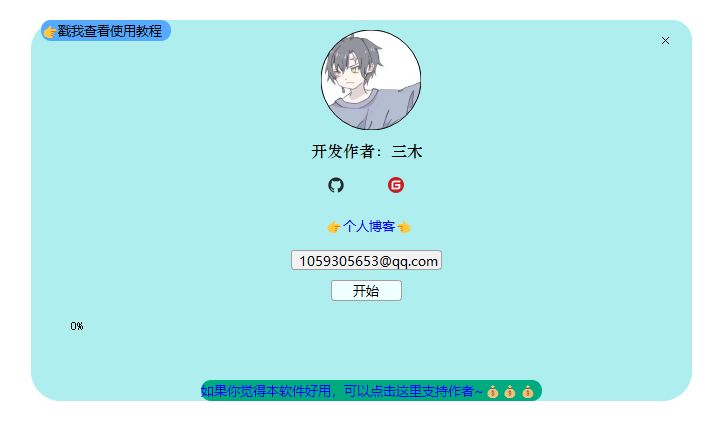 👉戳我查看使用教程
×
开发作者：三木
👉个人博客👈
1059305653@qq.com
开始
0%
如果你觉得本软件好用，可以点击这里支持作者~💰💰💰